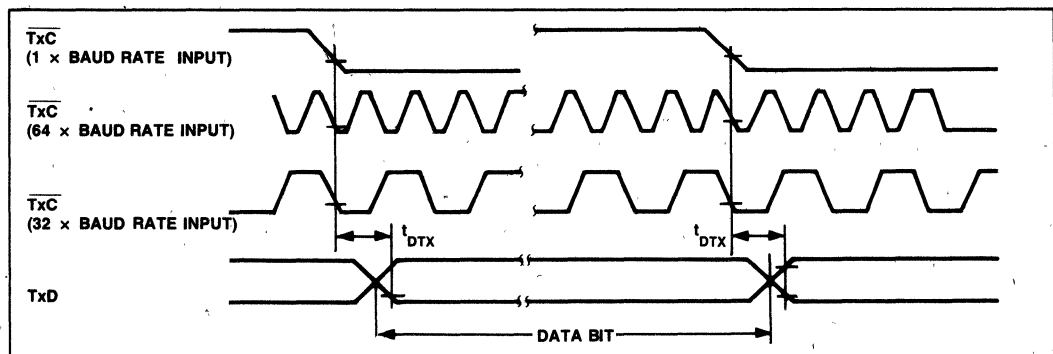 TxC
(1 × BAUD RATE INPUT)
TxC
(64 × BAUD RATE INPUT)
TxC
(32 × BAUD RATE INPUT)
tDTX
tDTX
TxD
DATA BIT